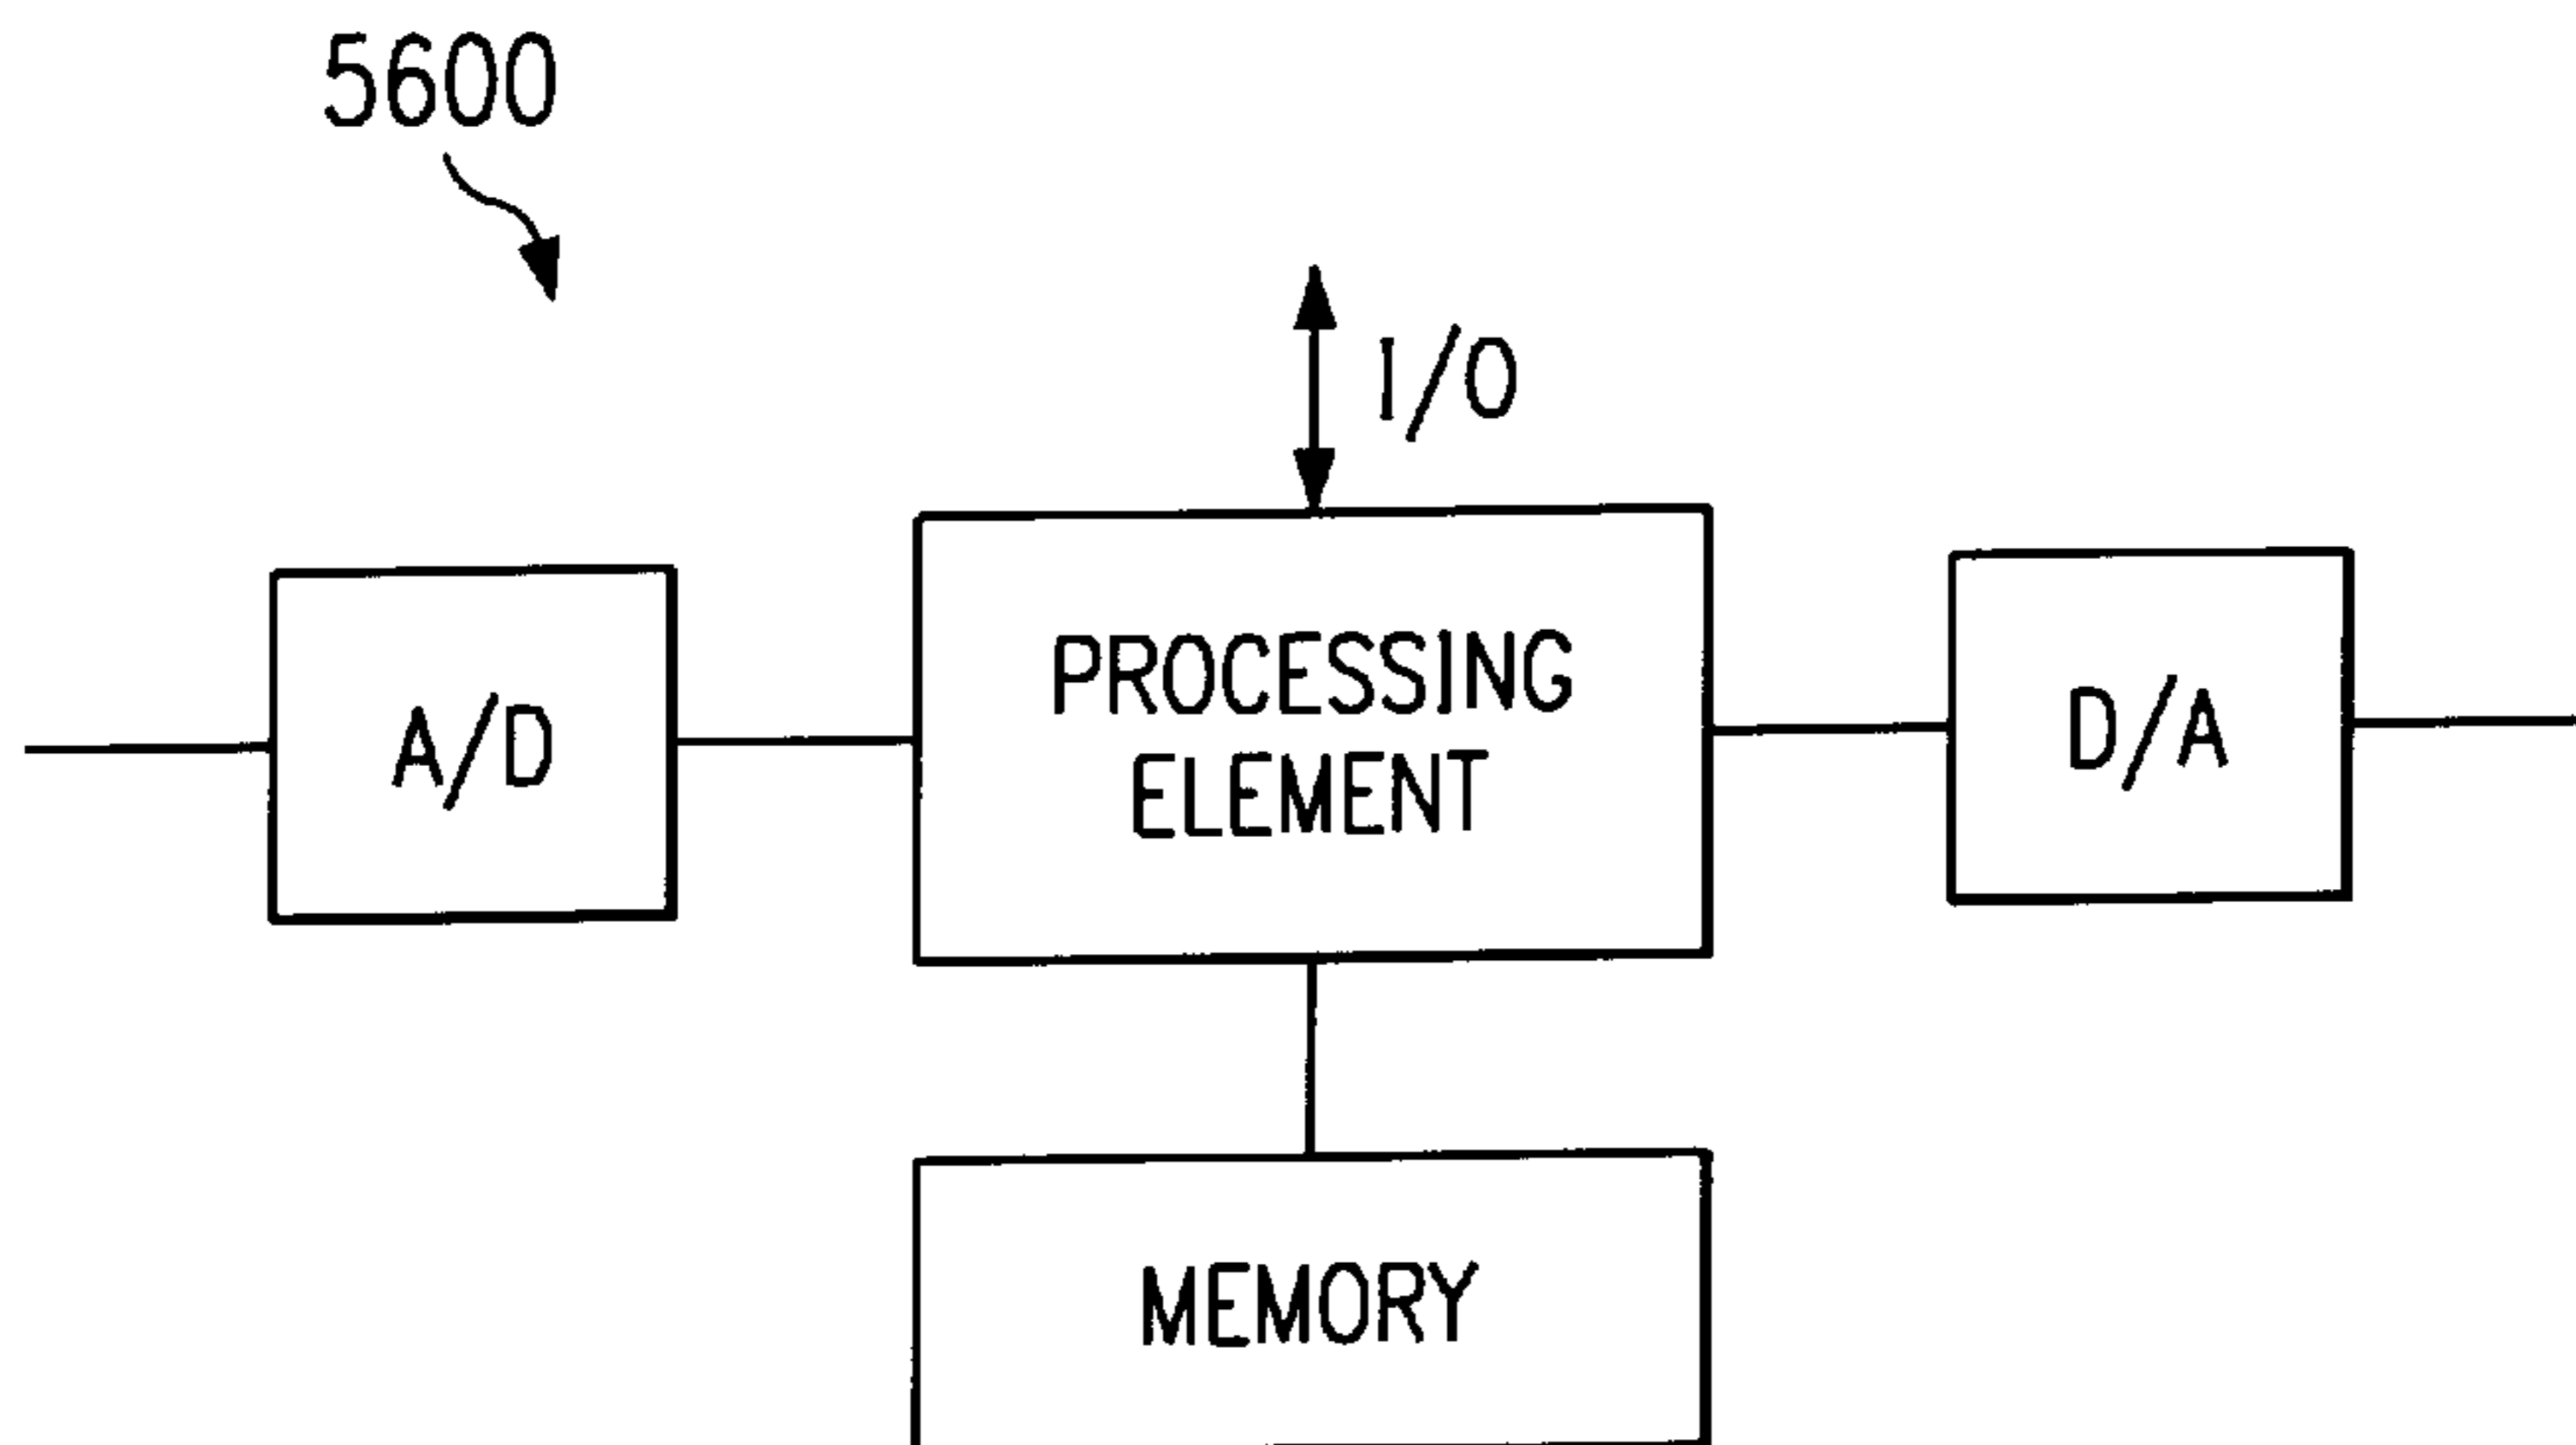 5600
I/O
A/D
PROCESSING
ELEMENT
D/A
MEMORY